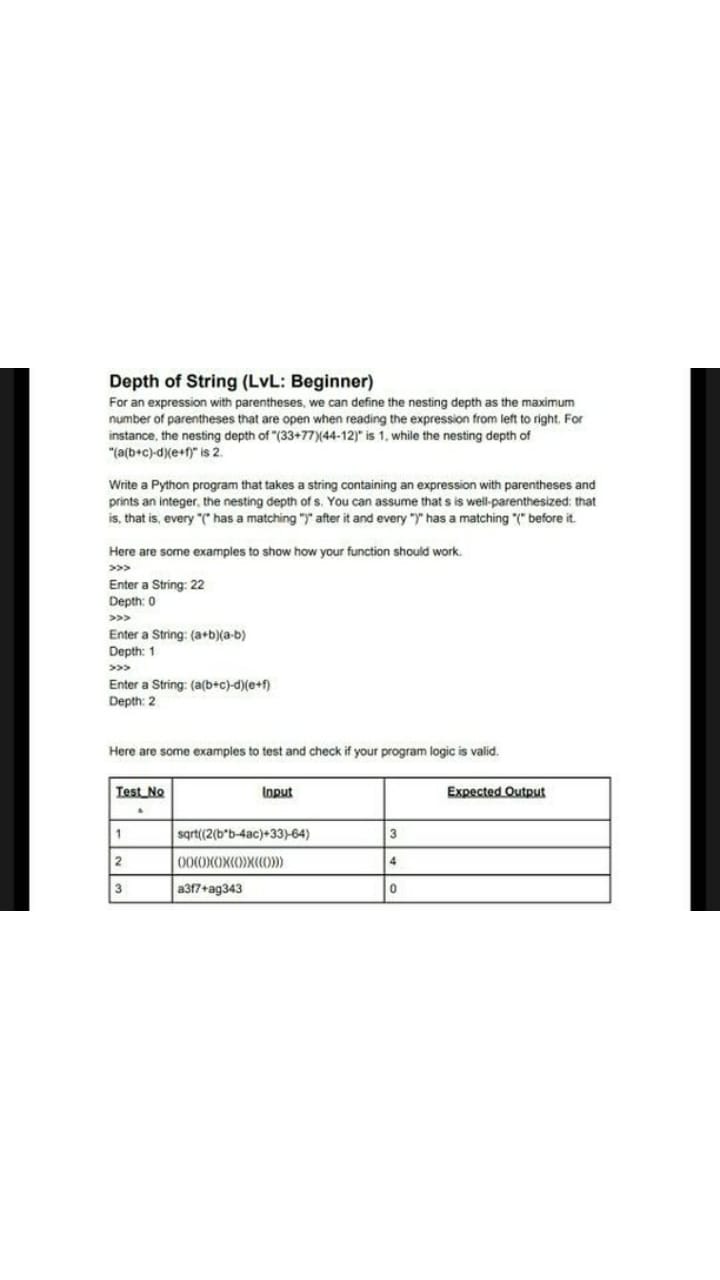 Depth of String (LvL: Beginner)
For an expression with parentheses, we can define the nesting depth as the maximum
number of parentheses that are open when reading the expression from left to right. For
instance, the nesting depth of "(33+77)(44-12)" is 1, while the nesting depth of
"(a(b+c)-d)(e+f)" is 2.
Write a Python program that takes a string containing an expression with parentheses and
prints an integer, the nesting depth of s. You can assume that s is well-parenthesized: that
is, that is, every "(" has a matching ")" after it and every ")" has a matching "(" before it.
Here are some examples to show how your function should work.
>>>
Enter a String: 22
Depth: 0
>>>
Enter a String: (a+b)(a-b)
Depth: 1
>>>
Enter a String: (a(b+c)-d)(e+f)
Depth: 2
Here are some examples to test and check if your program logic is valid.
Test_No Input Expected Output
1 sqrt((2(b*b-4ac)+33)-64) 3
2 4
3 a3f7+ag343 0